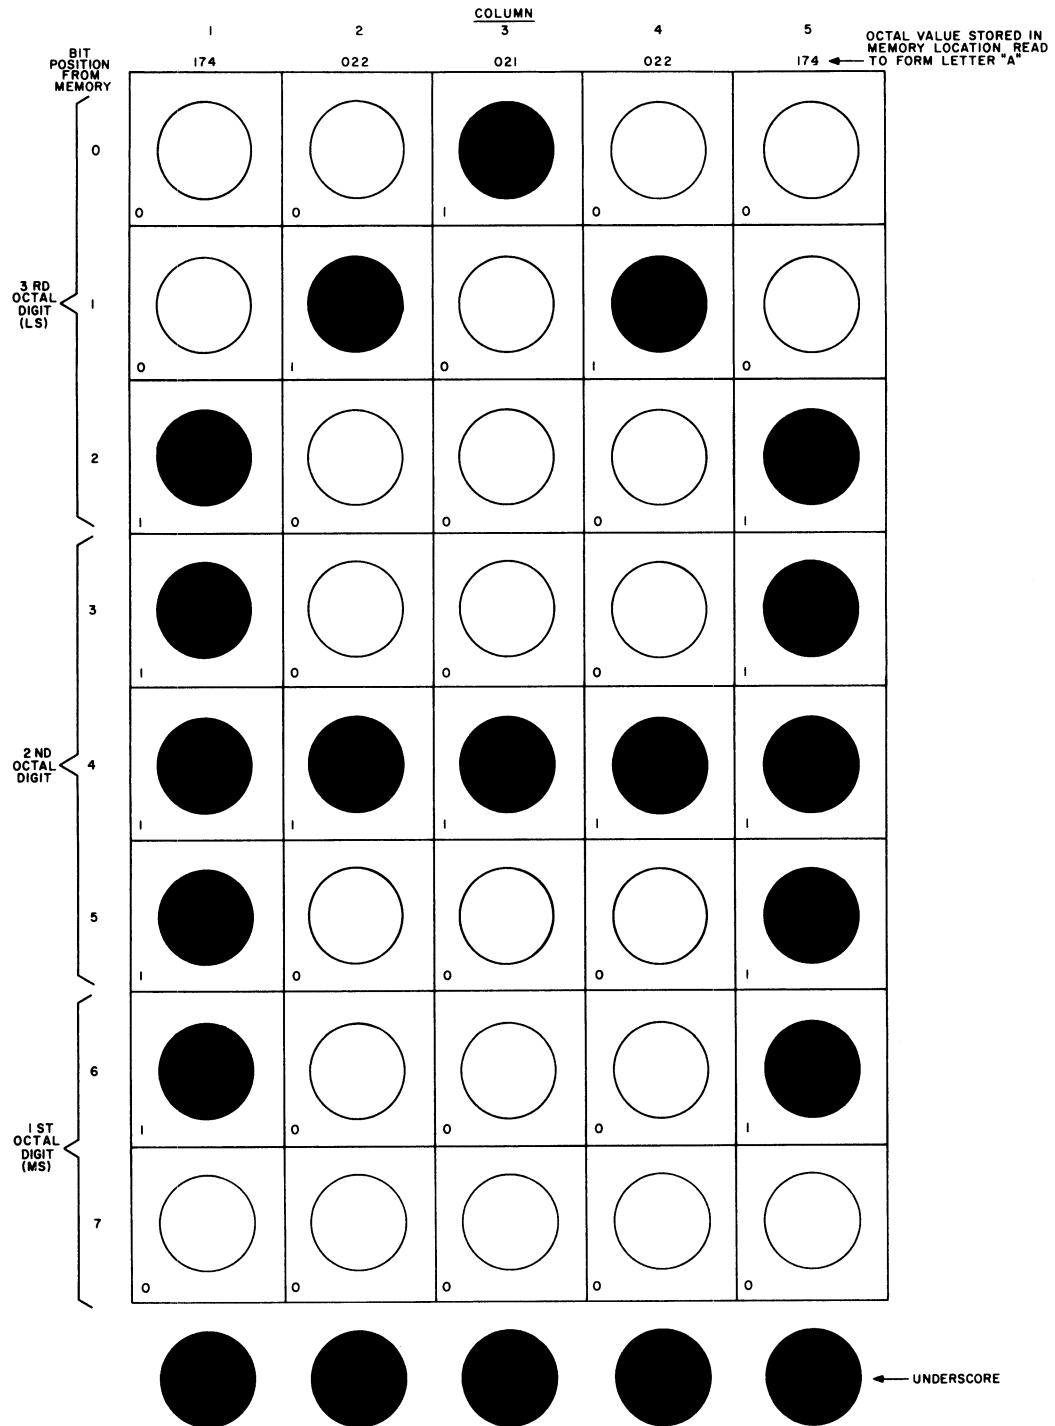 COLUMN
1 2 3 4 5
OCTAL VALUE STORED IN
MEMORY LOCATION READ
TO FORM LETTER "A"
BIT
POSITION
FROM
MEMORY
174 022 021 022 174
0
0 0 1 0 0
3 RD
OCTAL
DIGIT
(LS)
1
0 1 0 1 0
2
1 0 0 0 1
3
1 0 0 0 1
2 ND
OCTAL
DIGIT
4
1 1 1 1 1
5
1 0 0 0 1
6
1 0 0 0 1
1 ST
OCTAL
DIGIT
(MS)
7
0 0 0 0 0
UNDERSCORE